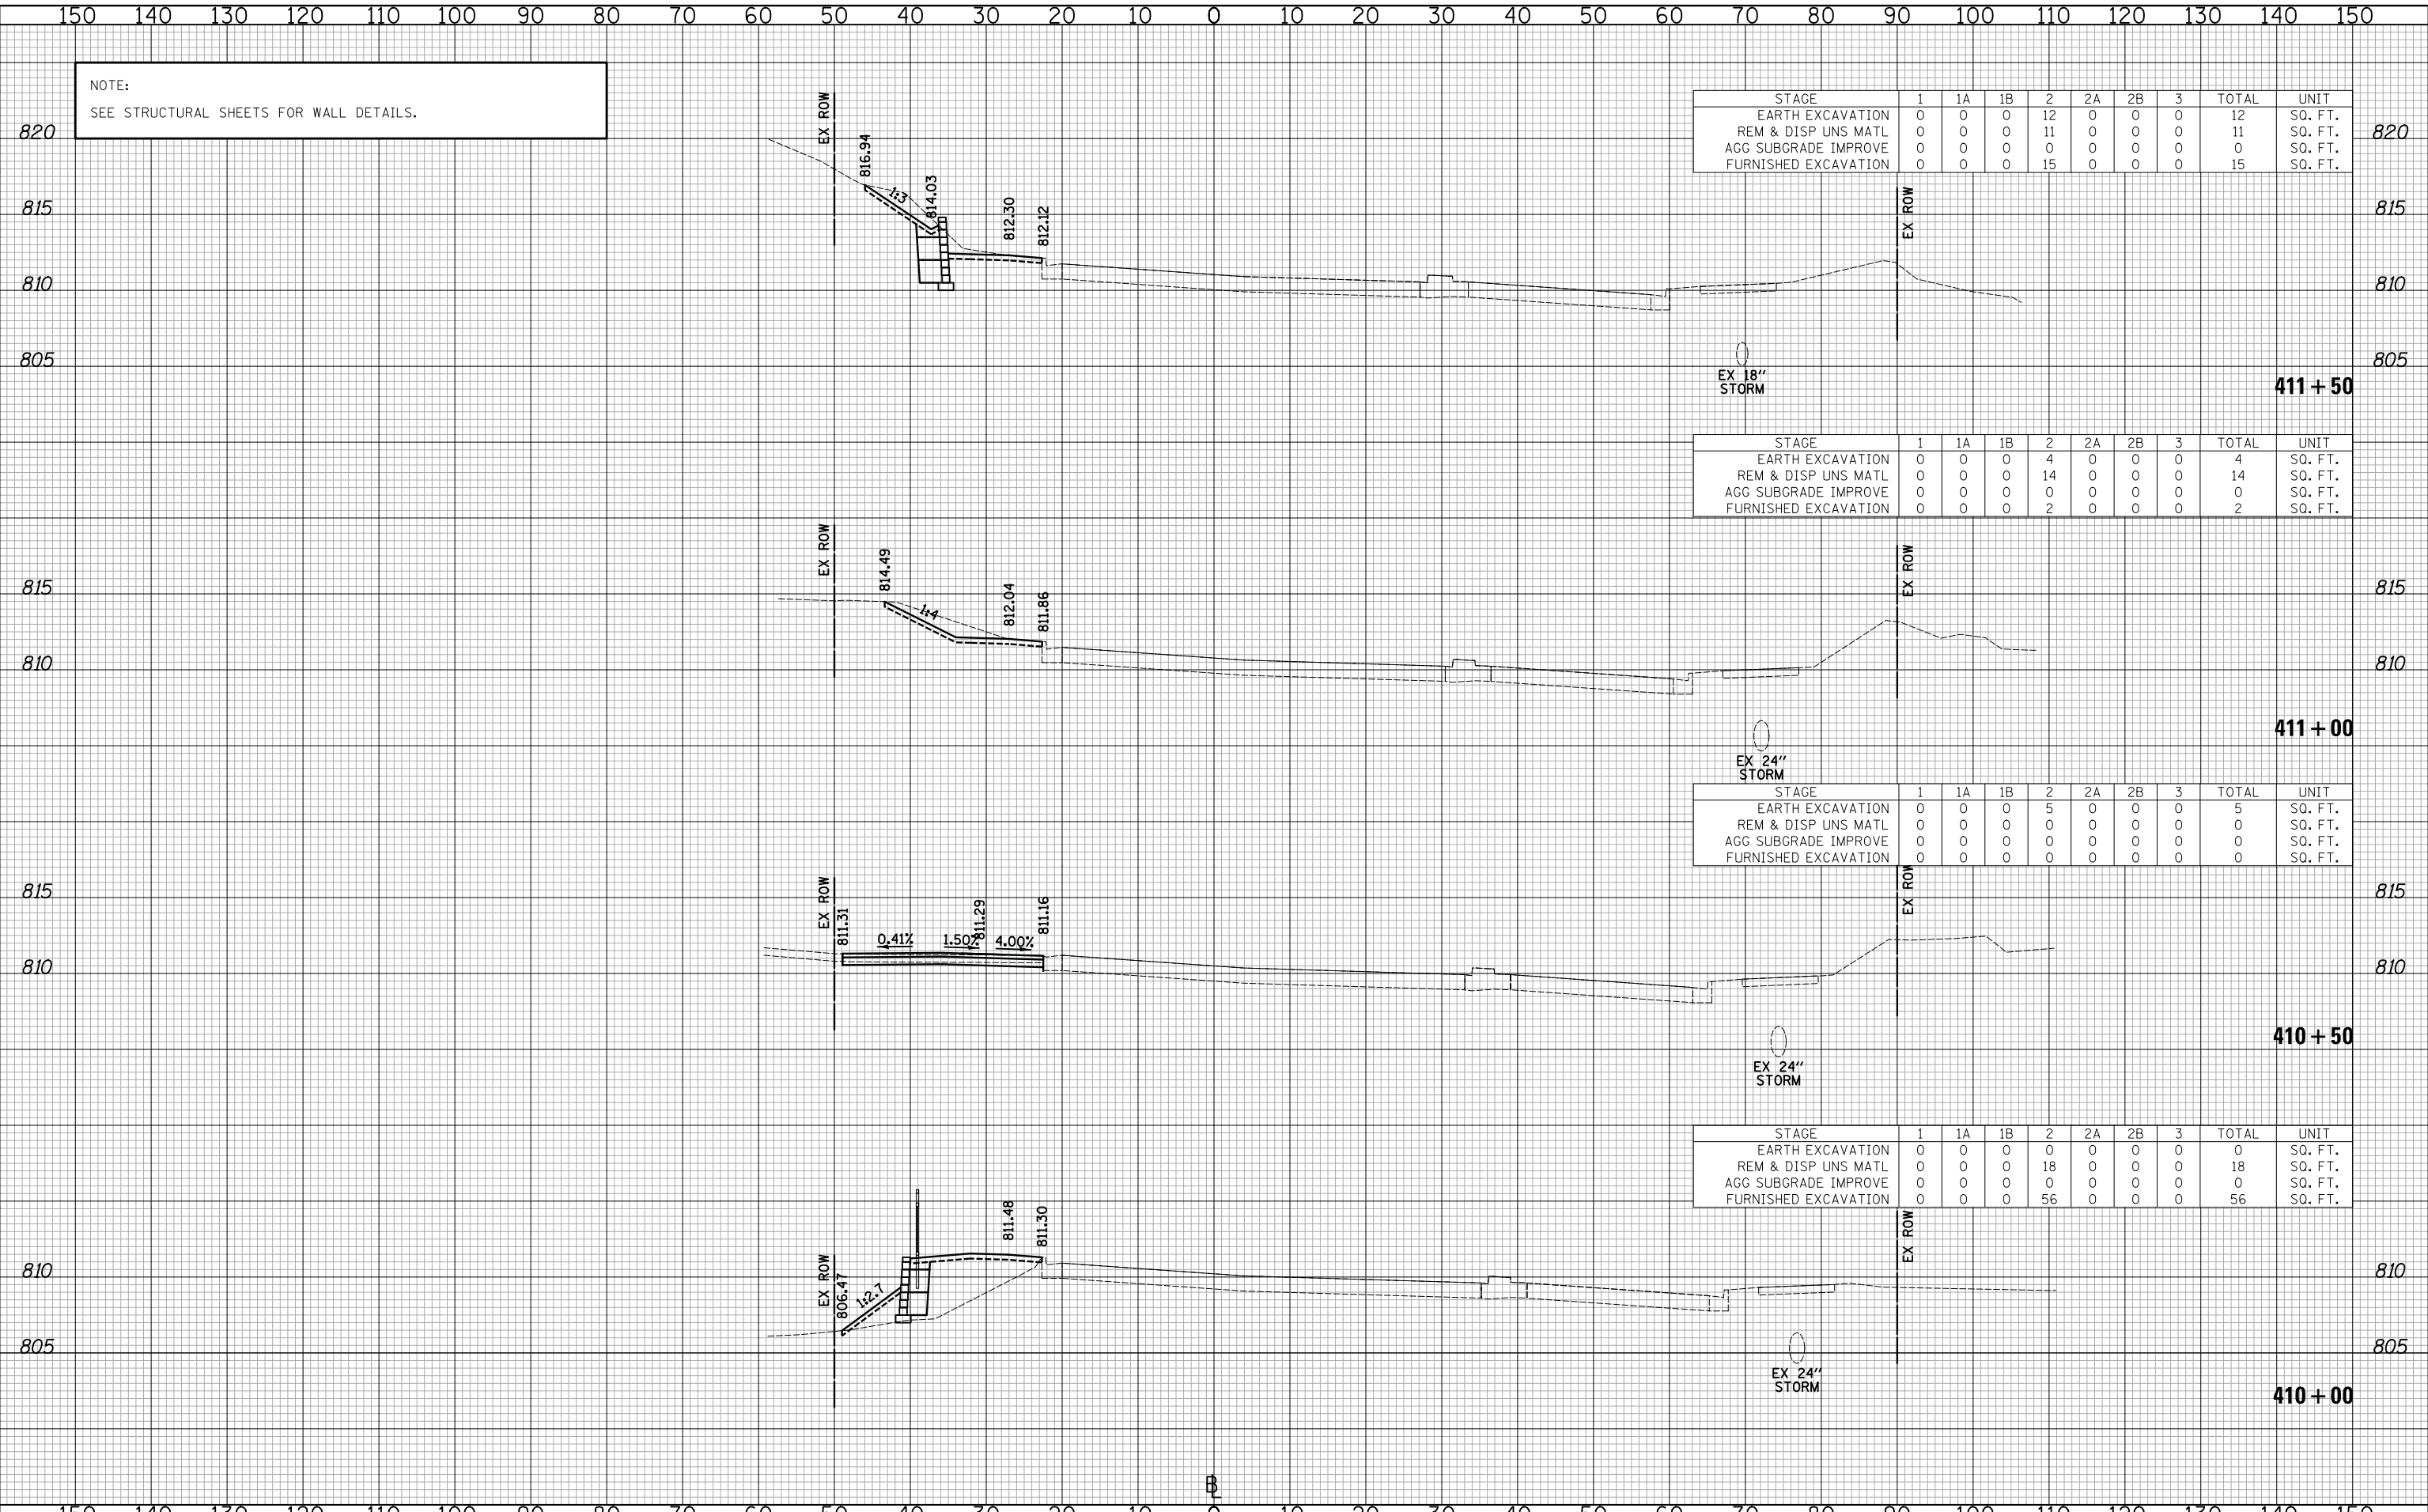 150 140 130 120 110 100 90 80 70 60 50 40 30 20 10 0 10 20 30 40 50 60 70 80 90 100 110 120 130 140 150
NOTE:
SEE STRUCTURAL SHEETS FOR WALL DETAILS.
STAGE 1 1A 1B 2 2A 2B 3 TOTAL UNIT
EARTH EXCAVATION 0 0 0 12 0 0 0 12 SQ. FT.
REM & DISP UNS MATL 0 0 0 11 0 0 0 11 SQ. FT.
AGG SUBGRADE IMPROVE 0 0 0 0 0 0 0 0 SQ. FT.
FURNISHED EXCAVATION 0 0 0 15 0 0 0 15 SQ. FT.
820 820
EX ROW
816.94
1:3
814.03
812.30
812.12
EX ROW
815 815
810 810
805 805
EX 18"
STORM
411+50
STAGE 1 1A 1B 2 2A 2B 3 TOTAL UNIT
EARTH EXCAVATION 0 0 0 4 0 0 0 4 SQ. FT.
REM & DISP UNS MATL 0 0 0 14 0 0 0 14 SQ. FT.
AGG SUBGRADE IMPROVE 0 0 0 0 0 0 0 0 SQ. FT.
FURNISHED EXCAVATION 0 0 0 2 0 0 0 2 SQ. FT.
EX ROW
814.49
1:4
812.04
811.86
EX ROW
815 815
810 810
EX 24"
STORM
411+00
STAGE 1 1A 1B 2 2A 2B 3 TOTAL UNIT
EARTH EXCAVATION 0 0 0 5 0 0 0 5 SQ. FT.
REM & DISP UNS MATL 0 0 0 0 0 0 0 0 SQ. FT.
AGG SUBGRADE IMPROVE 0 0 0 0 0 0 0 0 SQ. FT.
FURNISHED EXCAVATION 0 0 0 0 0 0 0 0 SQ. FT.
815 815
EX ROW
811.31
0.41%
1.50%
811.29
4.00%
811.16
EX ROW
810 810
EX 24"
STORM
410+50
STAGE 1 1A 1B 2 2A 2B 3 TOTAL UNIT
EARTH EXCAVATION 0 0 0 0 0 0 0 0 SQ. FT.
REM & DISP UNS MATL 0 0 0 18 0 0 0 18 SQ. FT.
AGG SUBGRADE IMPROVE 0 0 0 0 0 0 0 0 SQ. FT.
FURNISHED EXCAVATION 0 0 0 56 0 0 0 56 SQ. FT.
EX ROW
806.47
1:2.7
811.48
811.30
EX ROW
810 810
805 805
EX 24"
STORM
410+00
BL
150 140 130 120 110 100 90 80 70 60 50 40 30 20 10 0 10 20 30 40 50 60 70 80 90 100 110 120 130 140 150